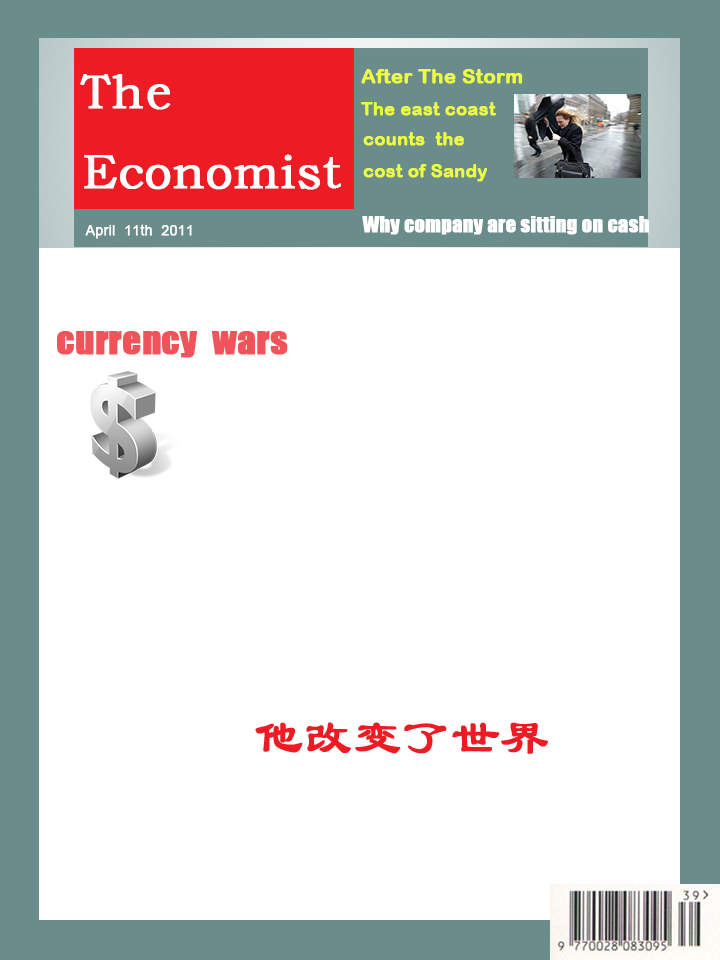 The
Economist
April 11th 2011
After The Storm
The east coast
counts the
cost of Sandy
Why company are sitting on cash
currency wars
$
他改变了世界
39>
9 770028 083095